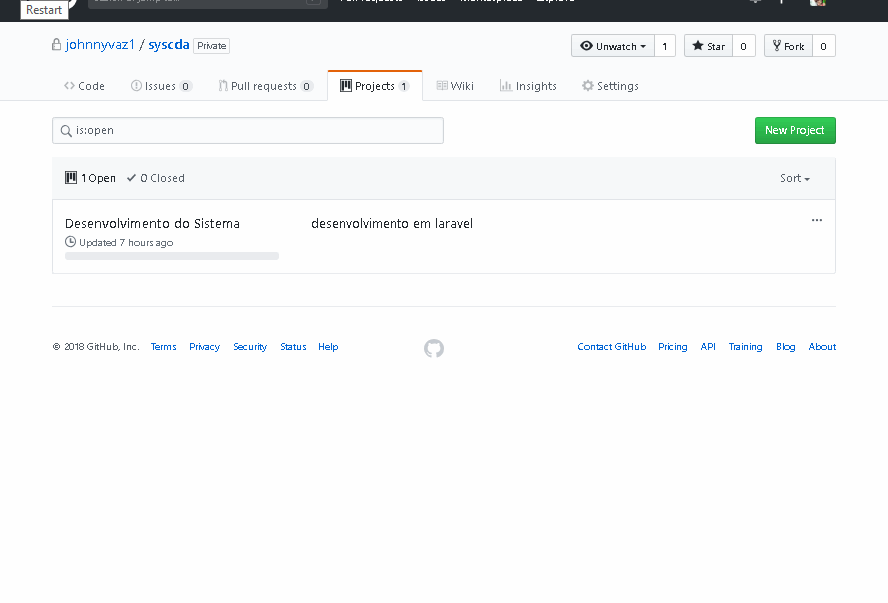 Restart
johnnyvaz1 / syscda Private
Unwatch 1 Star 0 Fork 0
Code Issues 0 Pull requests 0 Projects 1 Wiki Insights Settings
is:open
New Project
1 Open 0 Closed
Sort
Desenvolvimento do Sistema desenvolvimento em laravel
Updated 7 hours ago
© 2018 GitHub, Inc. Terms Privacy Security Status Help Contact GitHub Pricing API Training Blog About